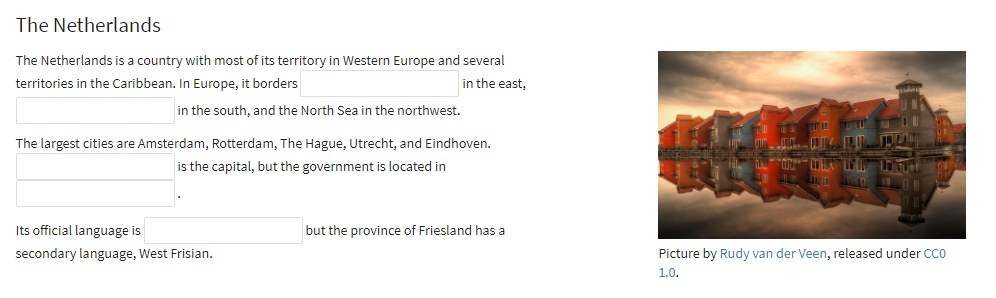 The Netherlands
The Netherlands is a country with most of its territory in Western Europe and several
territories in the Caribbean. In Europe, it borders in the east,
in the south, and the North Sea in the northwest.
The largest cities are Amsterdam, Rotterdam, The Hague, Utrecht, and Eindhoven.
is the capital, but the government is located in
.
Its official language is but the province of Friesland has a
secondary language, West Frisian.
Picture by Rudy van der Veen, released under CC0
1.0.